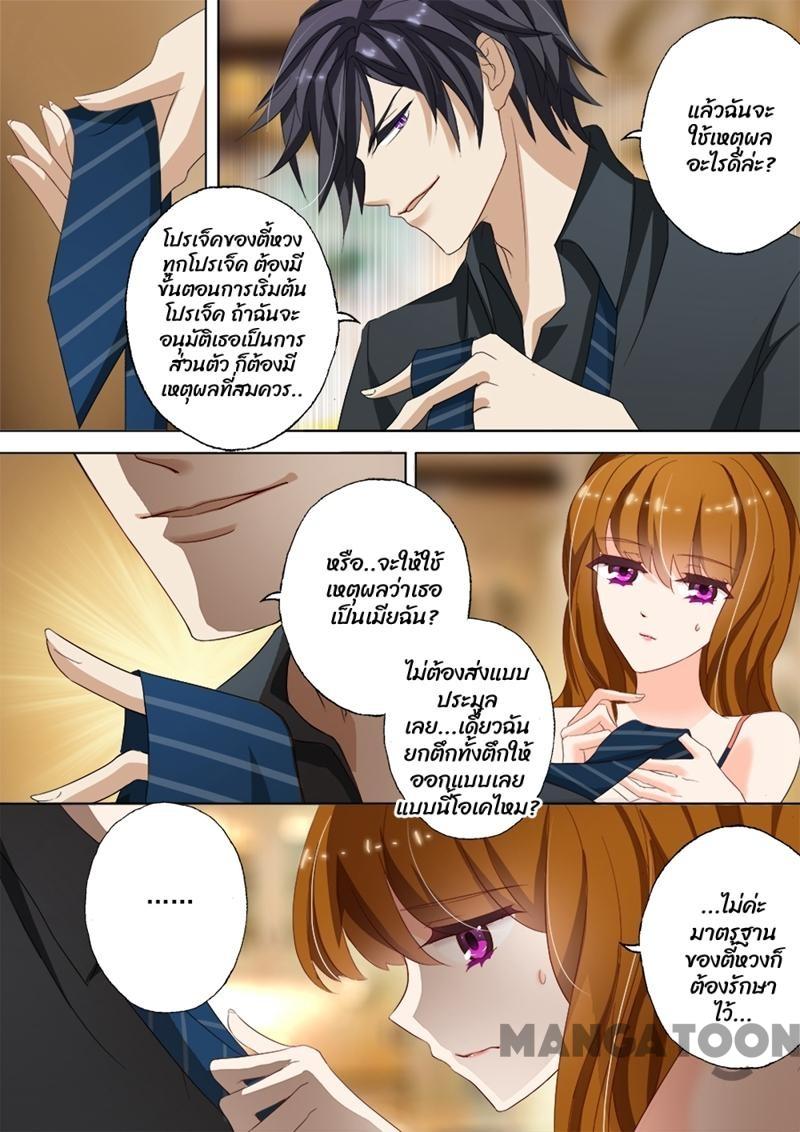 แล้วฉันจะ
ใช้เหตุผล
อะไรดีล่ะ?
โปรเจ็คของตี้หวง
ทุกโปรเจ็ค ต้องมี
ขั้นตอนการเริ่มต้น
โปรเจ็ค ถ้าฉันจะ
อนุมัติเธอเป็นการ
ส่วนตัว ก็ต้องมี
เหตุผลที่สมควร..
หรือ..จะให้ใช้
เหตุผลว่าเธอ
เป็นเมียฉัน?
ไม่ต้องส่งแบบ
ประมูล
เลย...เดี๋ยวฉัน
ยกตึกทั้งตึกให้
ออกแบบเลย
แบบนี้โอเคไหม?
......
...ไม่ค่ะ
มาตรฐาน
ของตี้หวงก็
ต้องรักษา
ไว้...
MANGATOON